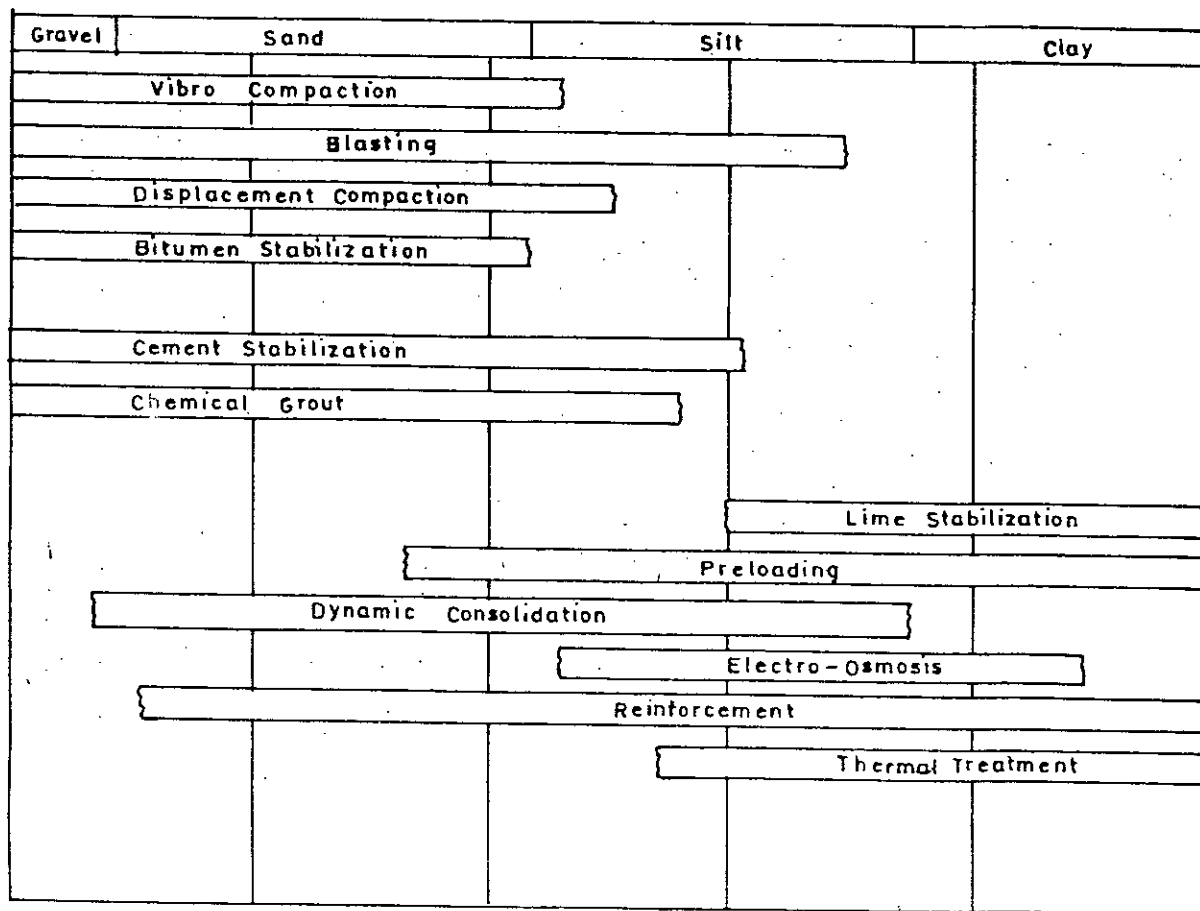 Gravel Sand Silt Clay
Vibro Compaction
Blasting
Displacement Compaction
Bitumen Stabilization
Cement Stabilization
Chemical Grout
Lime Stabilization
Preloading
Dynamic Consolidation
Electro-Osmosis
Reinforcement
Thermal Treatment